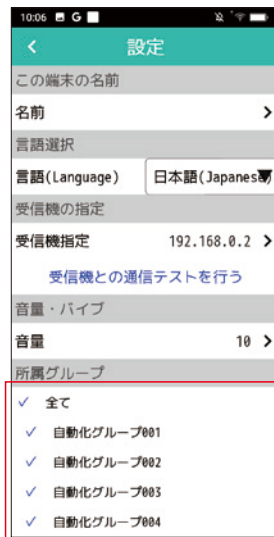 10:06 G
設定
この端末の名前
名前
言語選択
言語(Language) 日本語(Japanese)
受信機の指定
受信機指定 192.168.0.2
受信機との通信テストを行う
音量・バイブ
音量 10
所属グループ
全て
自動化グループ001
自動化グループ002
自動化グループ003
自動化グループ004